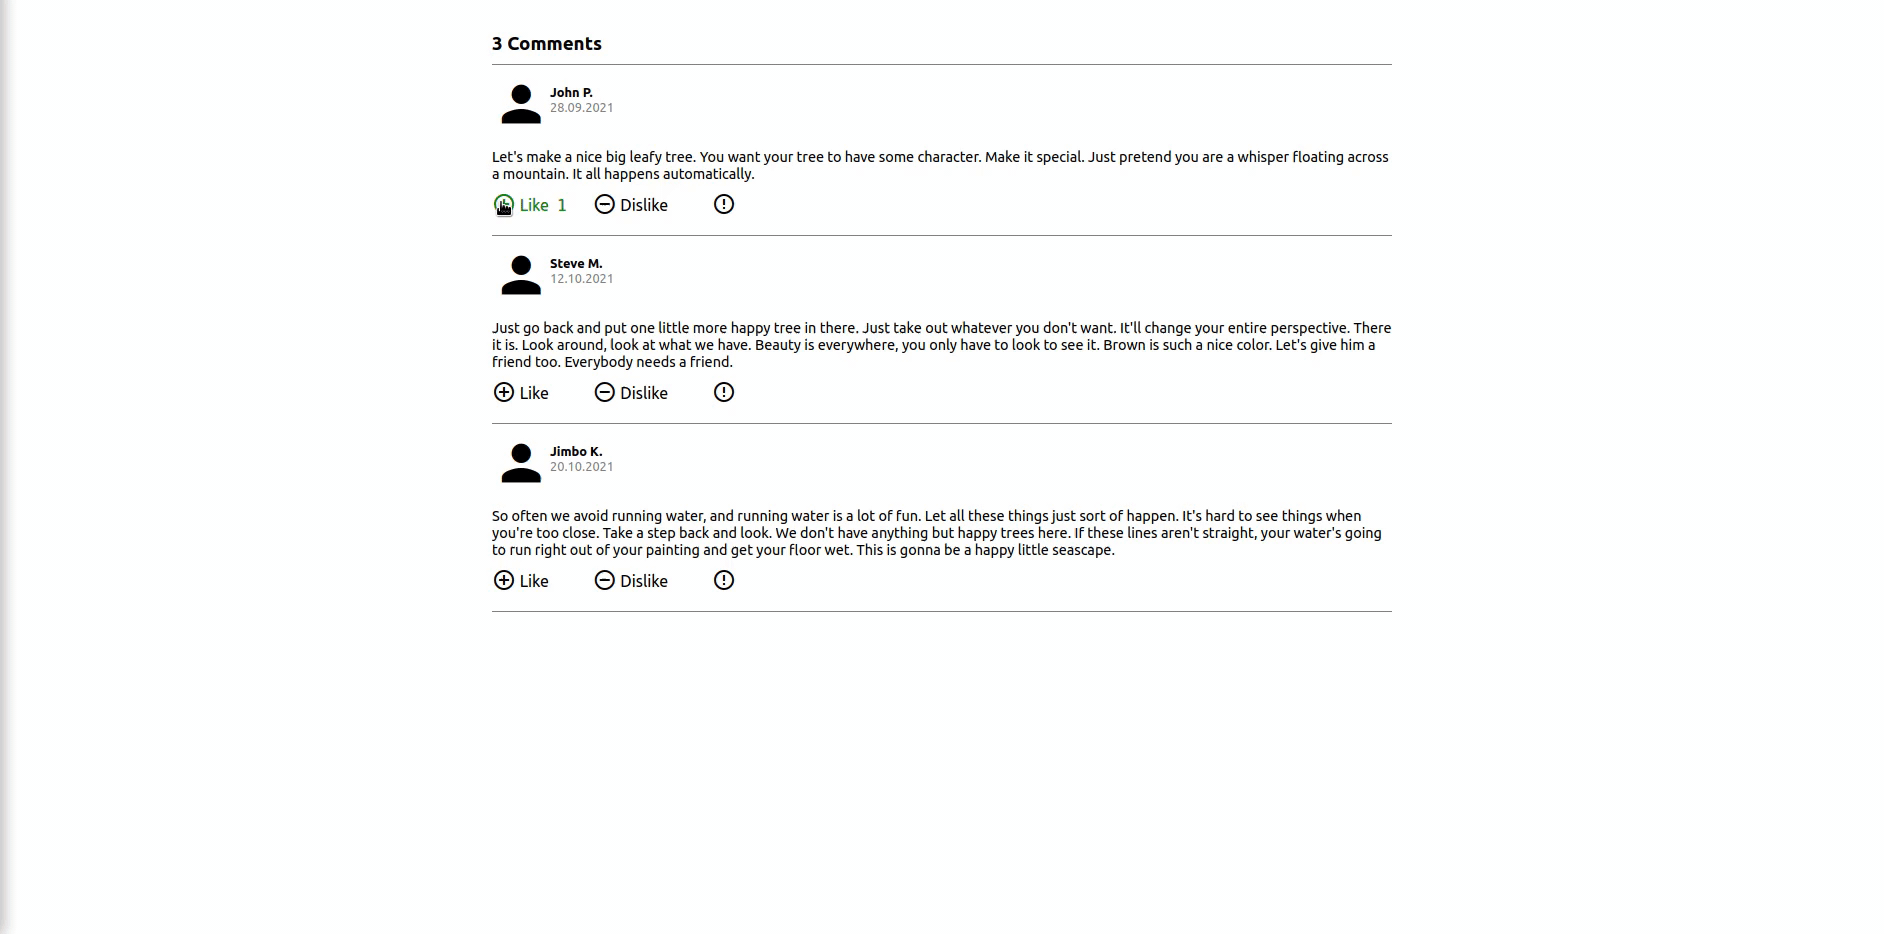 3 Comments
John P.
28.09.2021
Let's make a nice big leafy tree. You want your tree to have some character. Make it special. Just pretend you are a whisper floating across
a mountain. It all happens automatically.
Like 1 Dislike
Steve M.
12.10.2021
Just go back and put one little more happy tree in there. Just take out whatever you don't want. It'll change your entire perspective. There
it is. Look around, look at what we have. Beauty is everywhere, you only have to look to see it. Brown is such a nice color. Let's give him a
friend too. Everybody needs a friend.
Like Dislike
Jimbo K.
20.10.2021
So often we avoid running water, and running water is a lot of fun. Let all these things just sort of happen. It's hard to see things when
you're too close. Take a step back and look. We don't have anything but happy trees here. If these lines aren't straight, your water's going
to run right out of your painting and get your floor wet. This is gonna be a happy little seascape.
Like Dislike